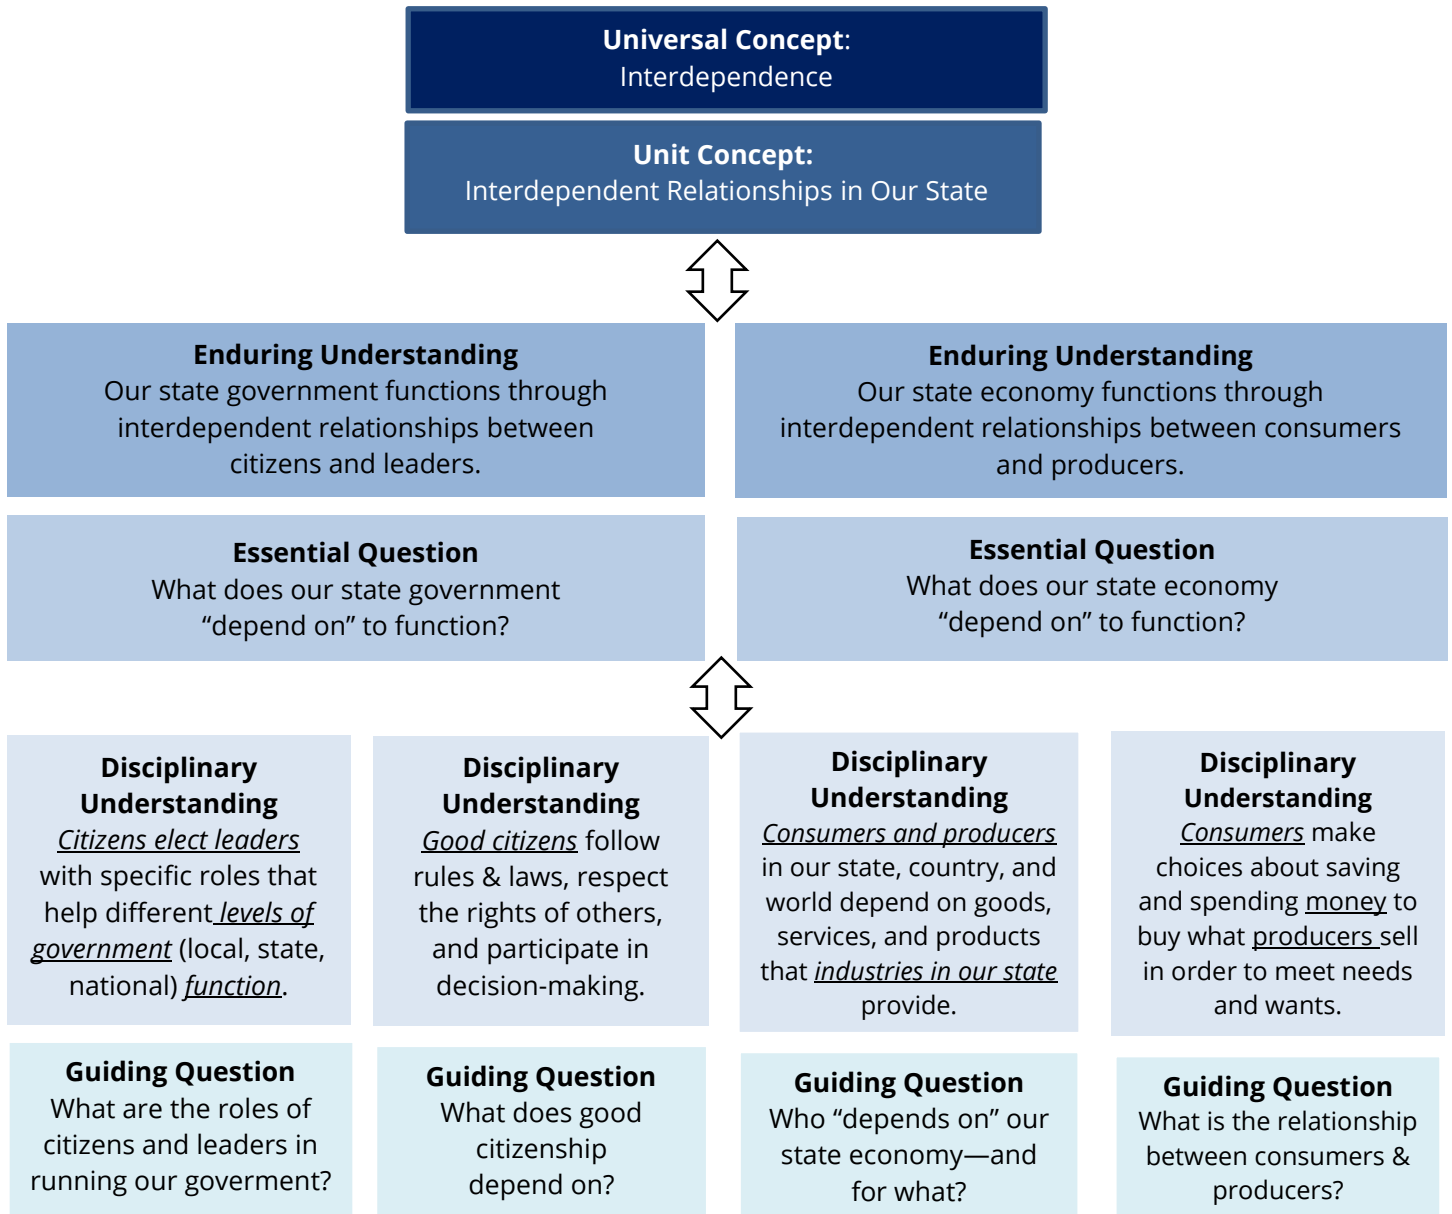 Universal Concept:
Interdependence
Unit Concept:
Interdependent Relationships in Our State
Enduring Understanding
Our state government functions through
interdependent relationships between
citizens and leaders.
Enduring Understanding
Our state economy functions through
interdependent relationships between consumers
and producers.
Essential Question
What does our state government
“depend on” to function?
Essential Question
What does our state economy
“depend on” to function?
Disciplinary
Understanding
Citizens elect leaders
with specific roles that
help different levels of
government (local, state,
national) function.
Disciplinary
Understanding
Good citizens follow
rules & laws, respect
the rights of others,
and participate in
decision-making.
Disciplinary
Understanding
Consumers and producers
in our state, country, and
world depend on goods,
services, and products
that industries in our state
provide.
Disciplinary
Understanding
Consumers make
choices about saving
and spending money to
buy what producers sell
in order to meet needs
and wants.
Guiding Question
What are the roles of
citizens and leaders in
running our goverment?
Guiding Question
What does good
citizenship
depend on?
Guiding Question
Who “depends on” our
state economy—and
for what?
Guiding Question
What is the relationship
between consumers &
producers?